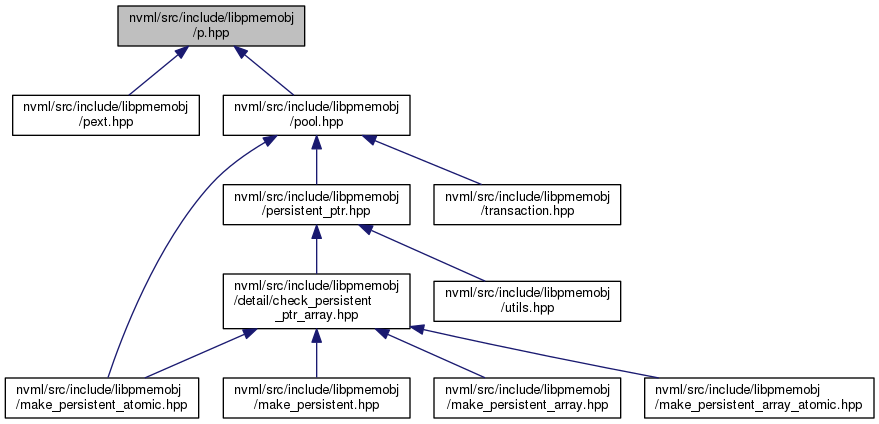 nvml/src/include/libpmemobj
/p.hpp
nvml/src/include/libpmemobj
/pext.hpp
nvml/src/include/libpmemobj
/pool.hpp
nvml/src/include/libpmemobj
/persistent_ptr.hpp
nvml/src/include/libpmemobj
/transaction.hpp
nvml/src/include/libpmemobj
/detail/check_persistent
_ptr_array.hpp
nvml/src/include/libpmemobj
/utils.hpp
nvml/src/include/libpmemobj
/make_persistent_atomic.hpp
nvml/src/include/libpmemobj
/make_persistent.hpp
nvml/src/include/libpmemobj
/make_persistent_array.hpp
nvml/src/include/libpmemobj
/make_persistent_array_atomic.hpp